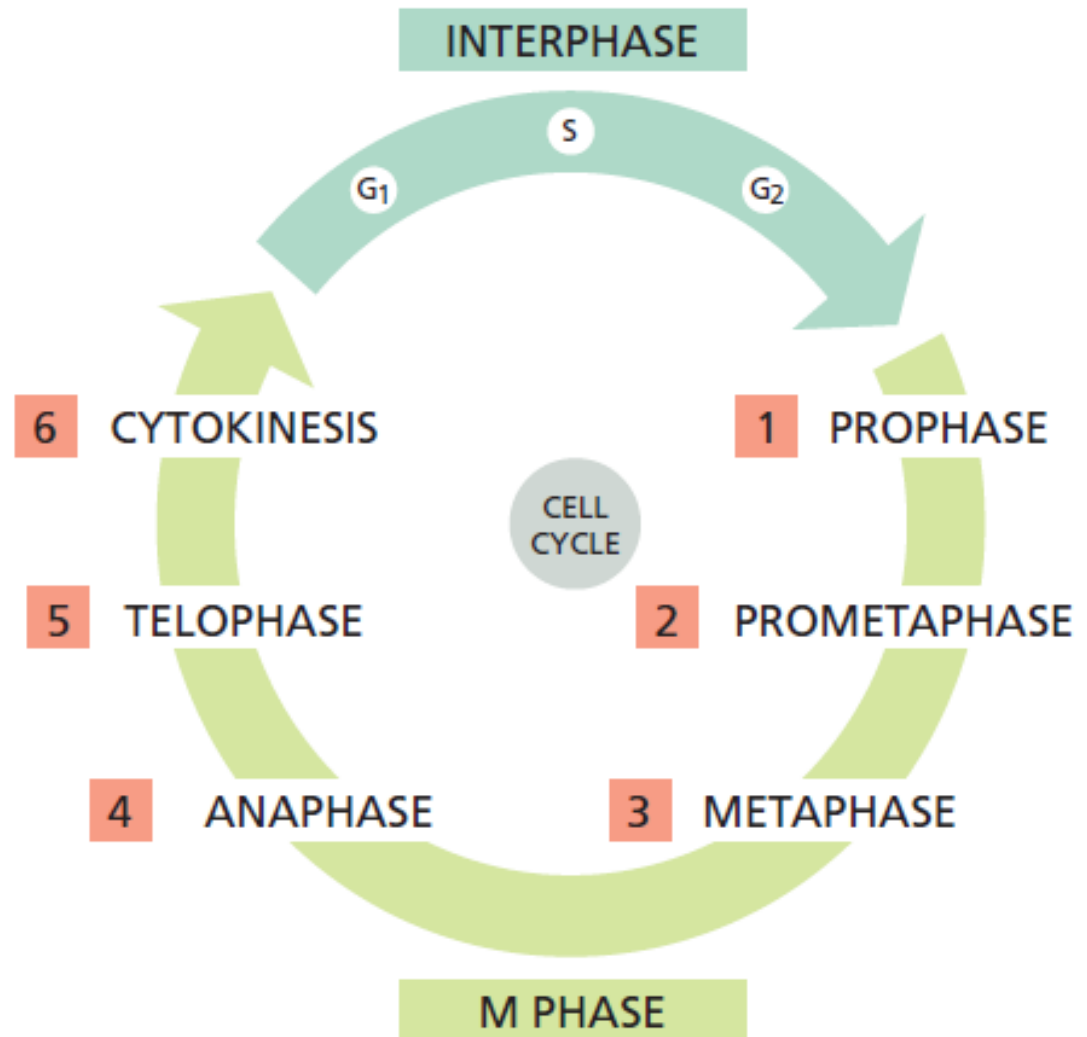 INTERPHASE
S
G1
G2
6 CYTOKINESIS
1 PROPHASE
CELL
CYCLE
5 TELOPHASE
2 PROMETAPHASE
4 ANAPHASE
3 METAPHASE
M PHASE